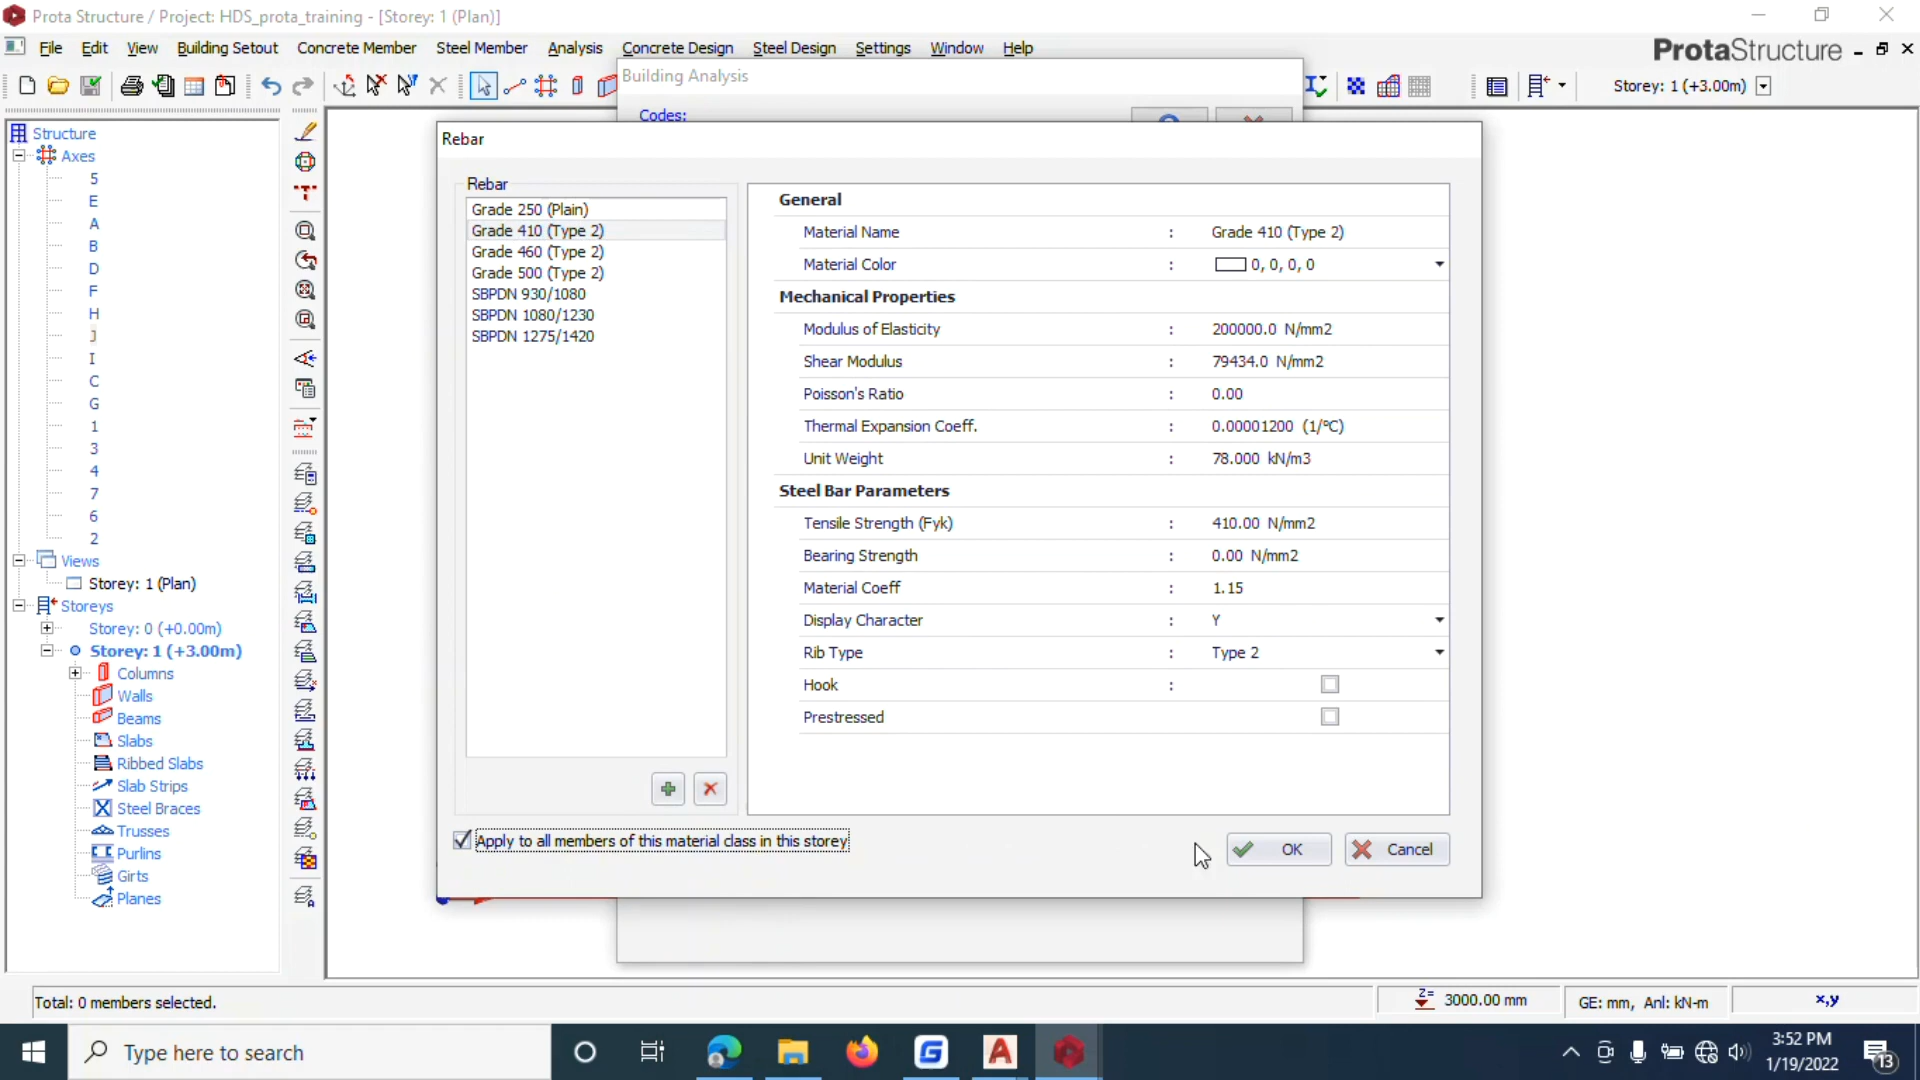 Prota Structure / Project: HDS_prota_training - [Storey: 1 (Plan)]
File Edit View Building Setout Concrete Member Steel Member Analysis Concrete Design Steel Design Settings Window Help
ProtaStructure
Building Analysis
Storey: 1 (+3.00m)
Codes:
Structure
Axes
5
E
A
B
D
F
H
J
I
C
G
1
3
4
7
6
2
Views
Storey: 1 (Plan)
Storeys
Storey: 0 (+0.00m)
Storey: 1 (+3.00m)
Columns
Walls
Beams
Slabs
Ribbed Slabs
Slab Strips
Steel Braces
Trusses
Purlins
Girts
Planes
Rebar
Rebar
Grade 250 (Plain)
Grade 410 (Type 2)
Grade 460 (Type 2)
Grade 500 (Type 2)
SBPDN 930/1080
SBPDN 1080/1230
SBPDN 1275/1420
General
Material Name : Grade 410 (Type 2)
Material Color : 0, 0, 0, 0
Mechanical Properties
Modulus of Elasticity : 200000.0 N/mm2
Shear Modulus : 79434.0 N/mm2
Poisson's Ratio : 0.00
Thermal Expansion Coeff. : 0.00001200 (1/°C)
Unit Weight : 78.000 kN/m3
Steel Bar Parameters
Tensile Strength (Fyk) : 410.00 N/mm2
Bearing Strength : 0.00 N/mm2
Material Coeff : 1.15
Display Character : Y
Rib Type : Type 2
Hook :
Prestressed
Apply to all members of this material class in this storey
OK
Cancel
Total: 0 members selected.
Z= 3000.00 mm
GE: mm, Anl: kN-m
x,y
Type here to search
3:52 PM
1/19/2022
13